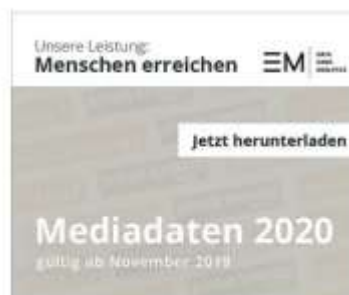 Unsere Leistung:
Menschen erreichen
EM
Jetzt herunterladen
Mediadaten 2020
gültig ab November 2019